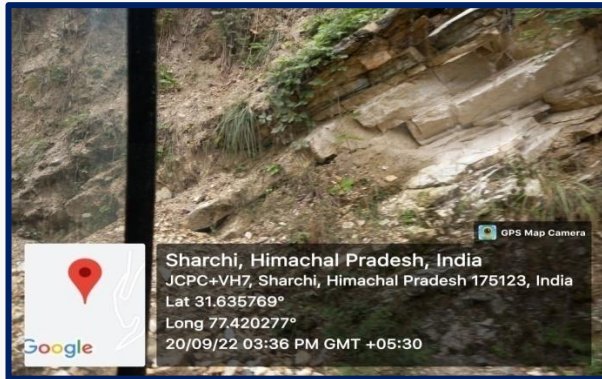 GPS Map Camera
Sharchi, Himachal Pradesh, India
JCPC+VH7, Sharchi, Himachal Pradesh 175123, India
Lat 31.635769°
Long 77.420277°
20/09/22 03:36 PM GMT +05:30
Google